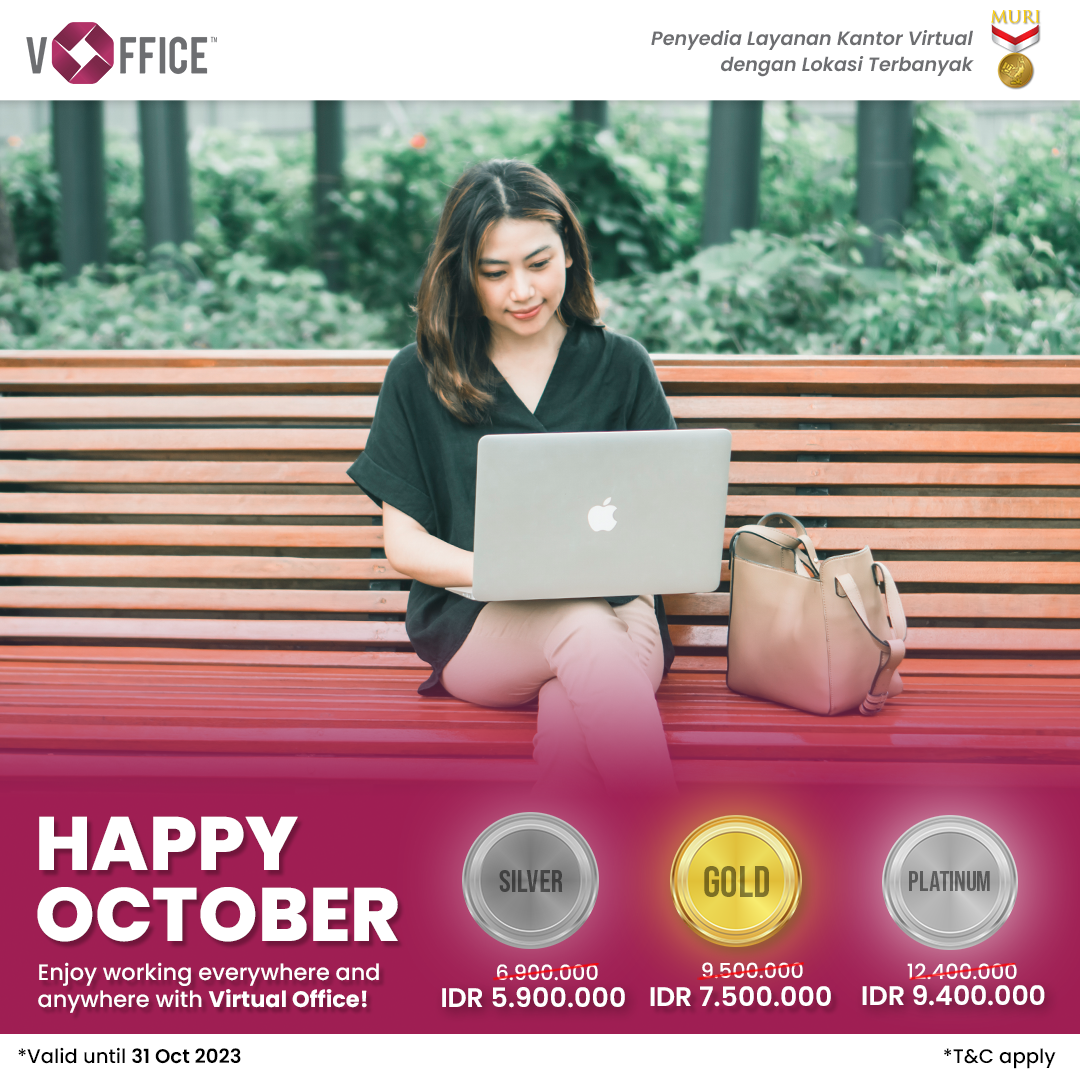 VOFFICE™
Penyedia Layanan Kantor Virtual
dengan Lokasi Terbanyak
MURI
HAPPY
OCTOBER
Enjoy working everywhere and
anywhere with Virtual Office!
SILVER
6.900.000
IDR 5.900.000
GOLD
9.500.000
IDR 7.500.000
PLATINUM
12.400.000
IDR 9.400.000
*Valid until 31 Oct 2023
*T&C apply